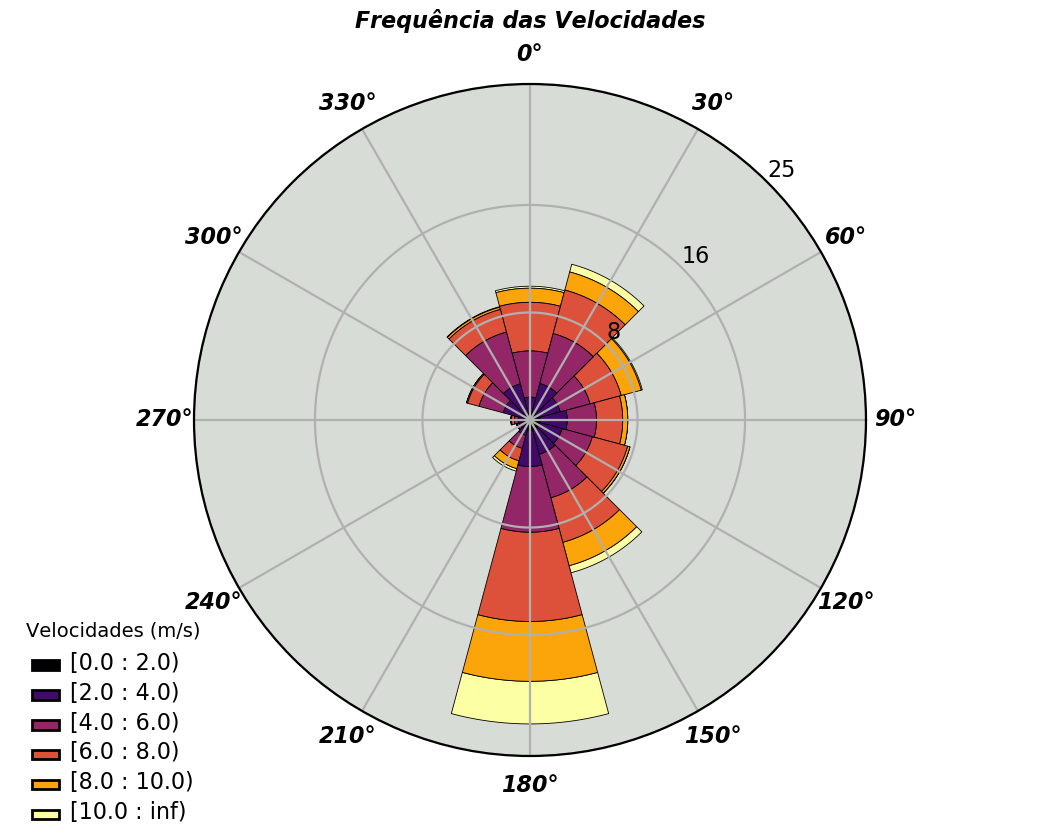 Frequência das Velocidades
0°
330°
30°
25
300°
60°
16
8
270°
90°
240°
120°
210°
150°
180°
Velocidades (m/s)
[0.0 : 2.0)
[2.0 : 4.0)
[4.0 : 6.0)
[6.0 : 8.0)
[8.0 : 10.0)
[10.0 : inf)